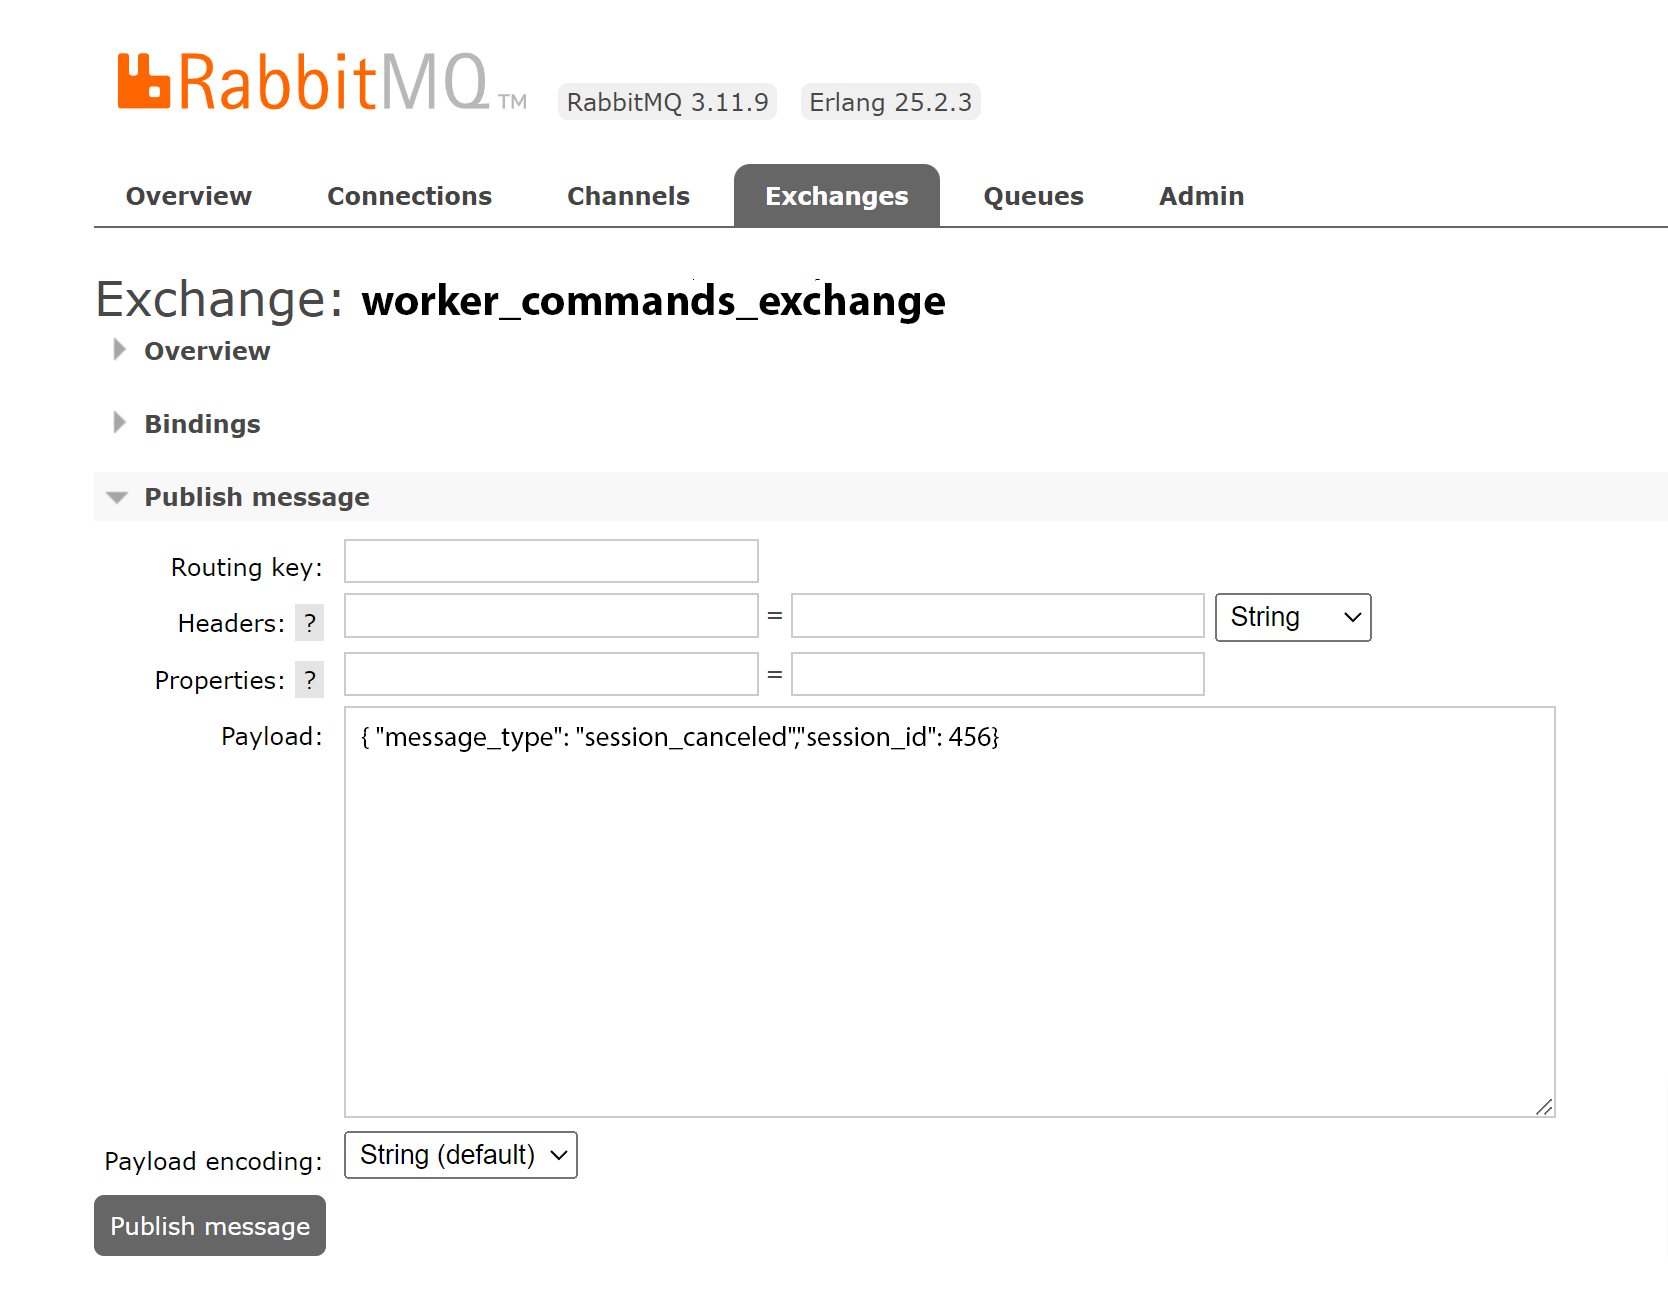 RabbitMQ TM RabbitMQ 3.11.9 Erlang 25.2.3
Overview Connections Channels Exchanges Queues Admin
Exchange: worker_commands_exchange
Overview
Bindings
Publish message
Routing key:
Headers: ? = String
Properties: ? =
Payload: { "message_type": "session_canceled","session_id": 456}
Payload encoding: String (default)
Publish message